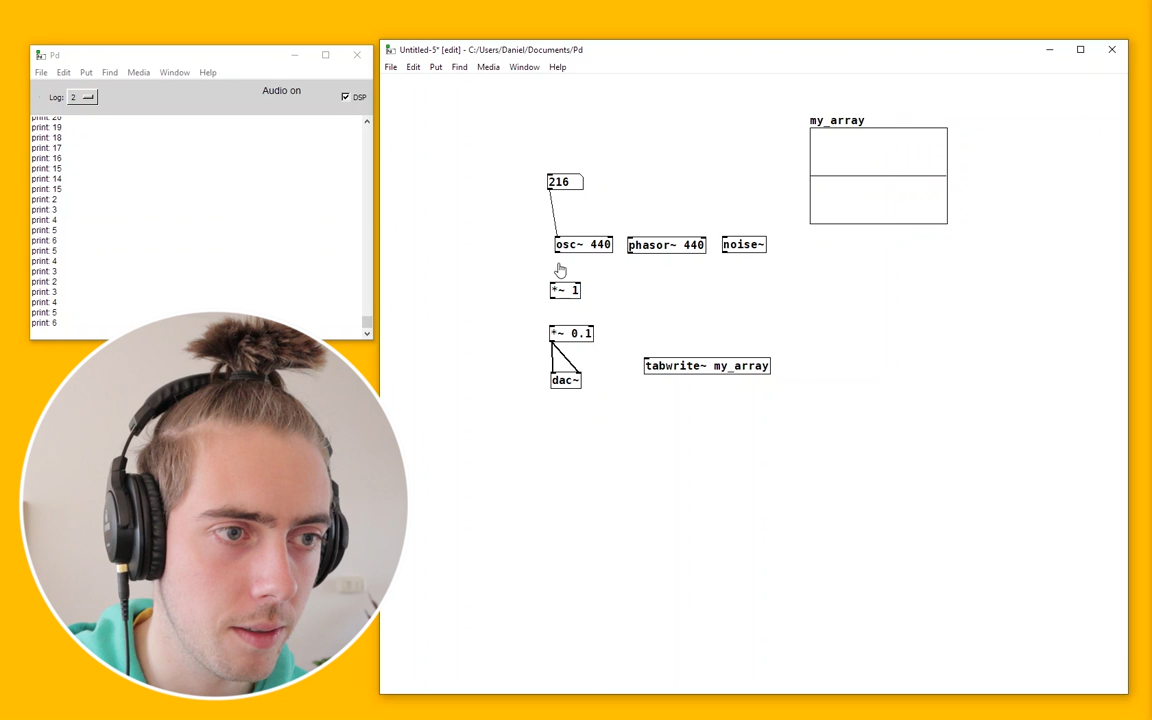 Pd
File Edit Put Find Media Window Help
Log: 2
Audio on
DSP
print: 20
print: 19
print: 18
print: 17
print: 16
print: 15
print: 14
print: 15
print: 2
print: 3
print: 4
print: 5
print: 6
print: 5
print: 4
print: 3
print: 2
print: 3
print: 4
print: 5
print: 6
Untitled-5* [edit] - C:/Users/Daniel/Documents/Pd
File Edit Put Find Media Window Help
my_array
216
osc~ 440 phasor~ 440 noise~
*~ 1
*~ 0.1
tabwrite~ my_array
dac~